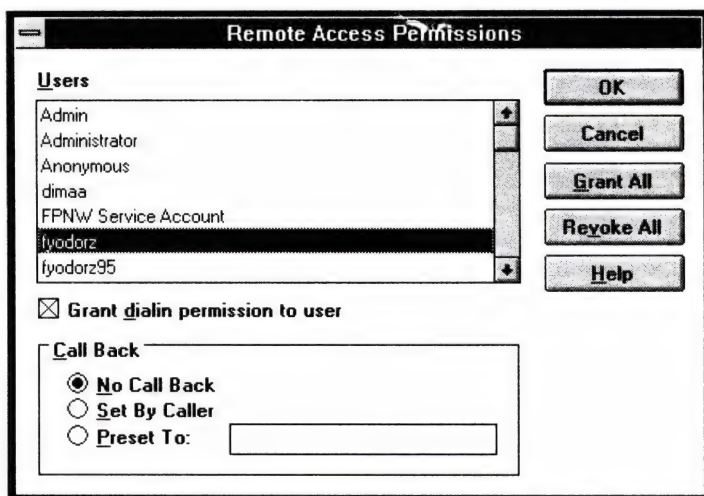 Remote Access Permissions
Users
Admin
Administrator
Anonymous
dimaa
FPNW Service Account
fyodorz
fyodorz95
OK
Cancel
Grant All
Revoke All
Help
Grant dialin permission to user
Call Back
No Call Back
Set By Caller
Preset To: